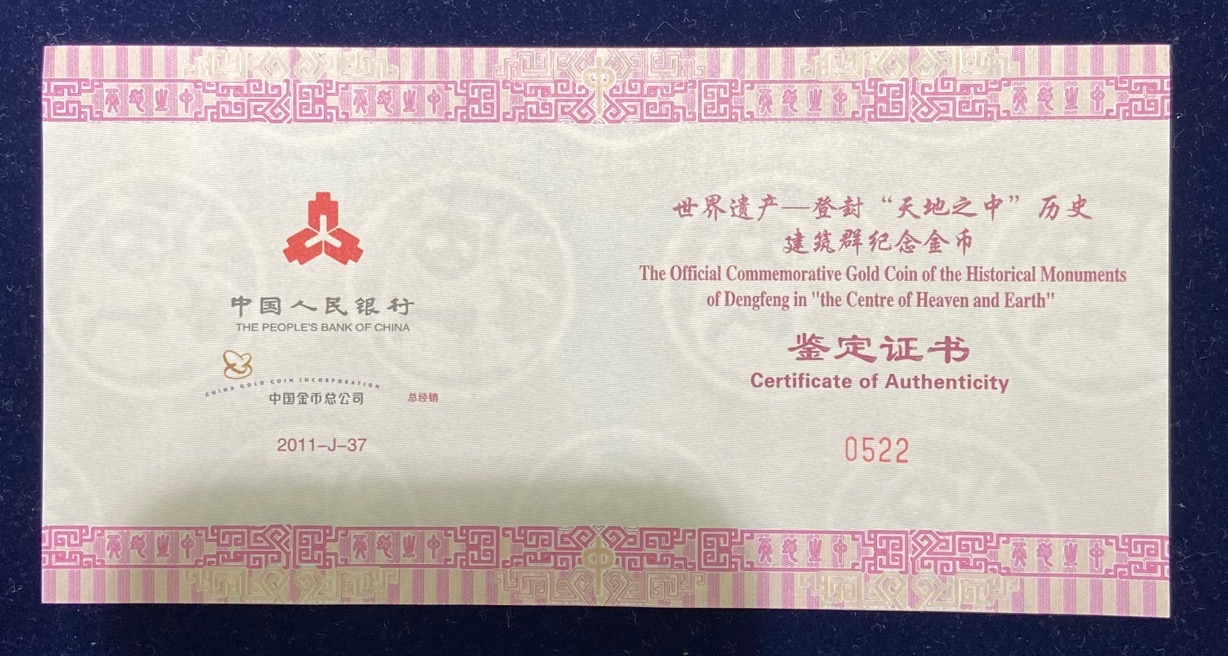 中国人民银行
THE PEOPLE'S BANK OF CHINA
CHINA GOLD COIN INCORPORATION
中国金币总公司
总经销
2011-J-37
世界遗产—登封“天地之中”历史
建筑群纪念金币
The Official Commemorative Gold Coin of the Historical Monuments
of Dengfeng in "the Centre of Heaven and Earth"
鉴定证书
Certificate of Authenticity
0522